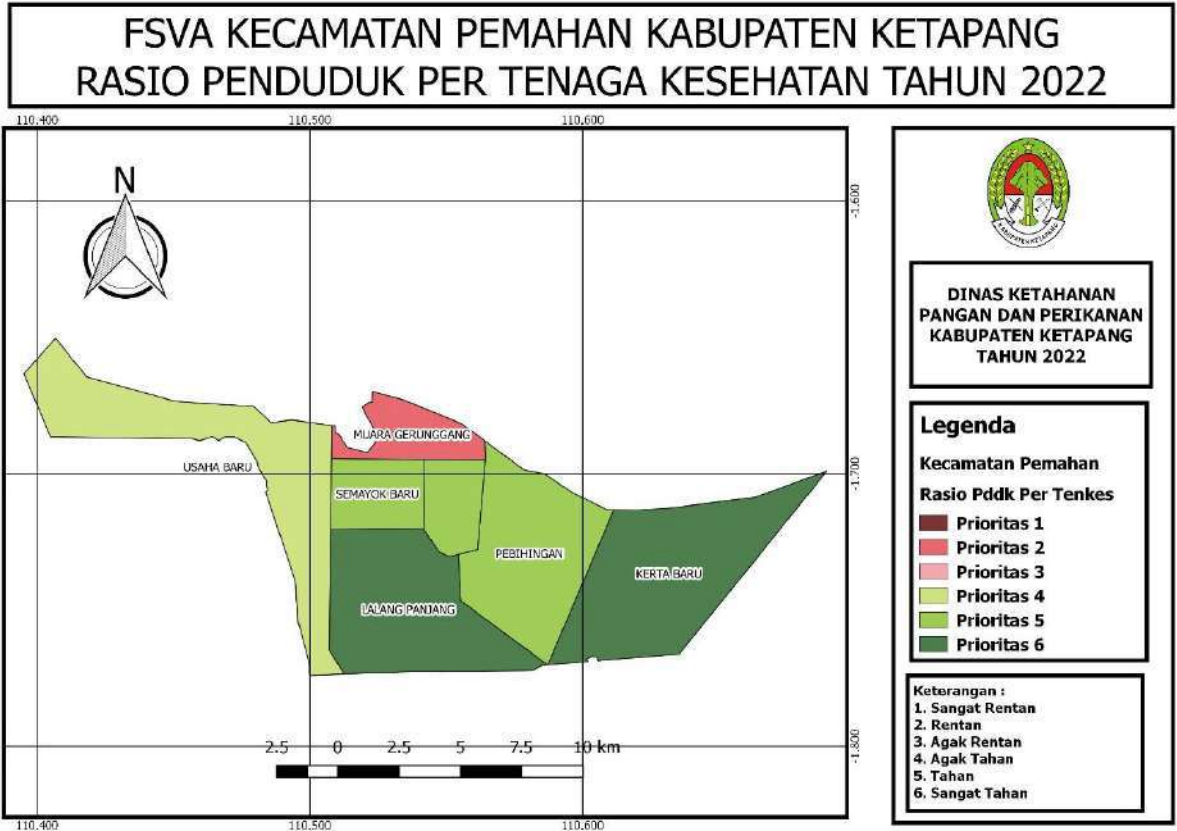 FSVA KECAMATAN PEMAHAN KABUPATEN KETAPANG
RASIO PENDUDUK PER TENAGA KESEHATAN TAHUN 2022
110.400
110.500
110.600
N
-1.600
MUARA GERUNGGANG
USAHA BARU
-1.700
SEMAYOK BARU
PEBIHINGAN
KERTA BARU
LALANG PANJANG
2.5 0 2.5 5 7.5 10 km
-1.800
110.400
110.500
110.600
KABUPATEN KETAPANG
DINAS KETAHANAN
PANGAN DAN PERIKANAN
KABUPATEN KETAPANG
TAHUN 2022
Legenda
Kecamatan Pemahan
Rasio Pddk Per Tenkes
Prioritas 1
Prioritas 2
Prioritas 3
Prioritas 4
Prioritas 5
Prioritas 6
Keterangan :
1. Sangat Rentan
2. Rentan
3. Agak Rentan
4. Agak Tahan
5. Tahan
6. Sangat Tahan